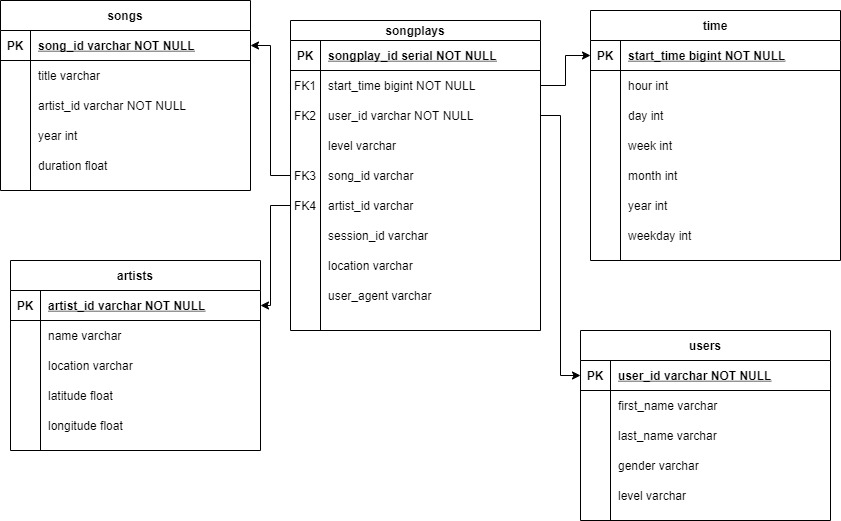 songs
PK song_id varchar NOT NULL
title varchar
artist_id varchar NOT NULL
year int
duration float
songplays
PK songplay_id serial NOT NULL
FK1 start_time bigint NOT NULL
FK2 user_id varchar NOT NULL
level varchar
FK3 song_id varchar
FK4 artist_id varchar
session_id varchar
location varchar
user_agent varchar
time
PK start_time bigint NOT NULL
hour int
day int
week int
month int
year int
weekday int
artists
PK artist_id varchar NOT NULL
name varchar
location varchar
latitude float
longitude float
users
PK user_id varchar NOT NULL
first_name varchar
last_name varchar
gender varchar
level varchar